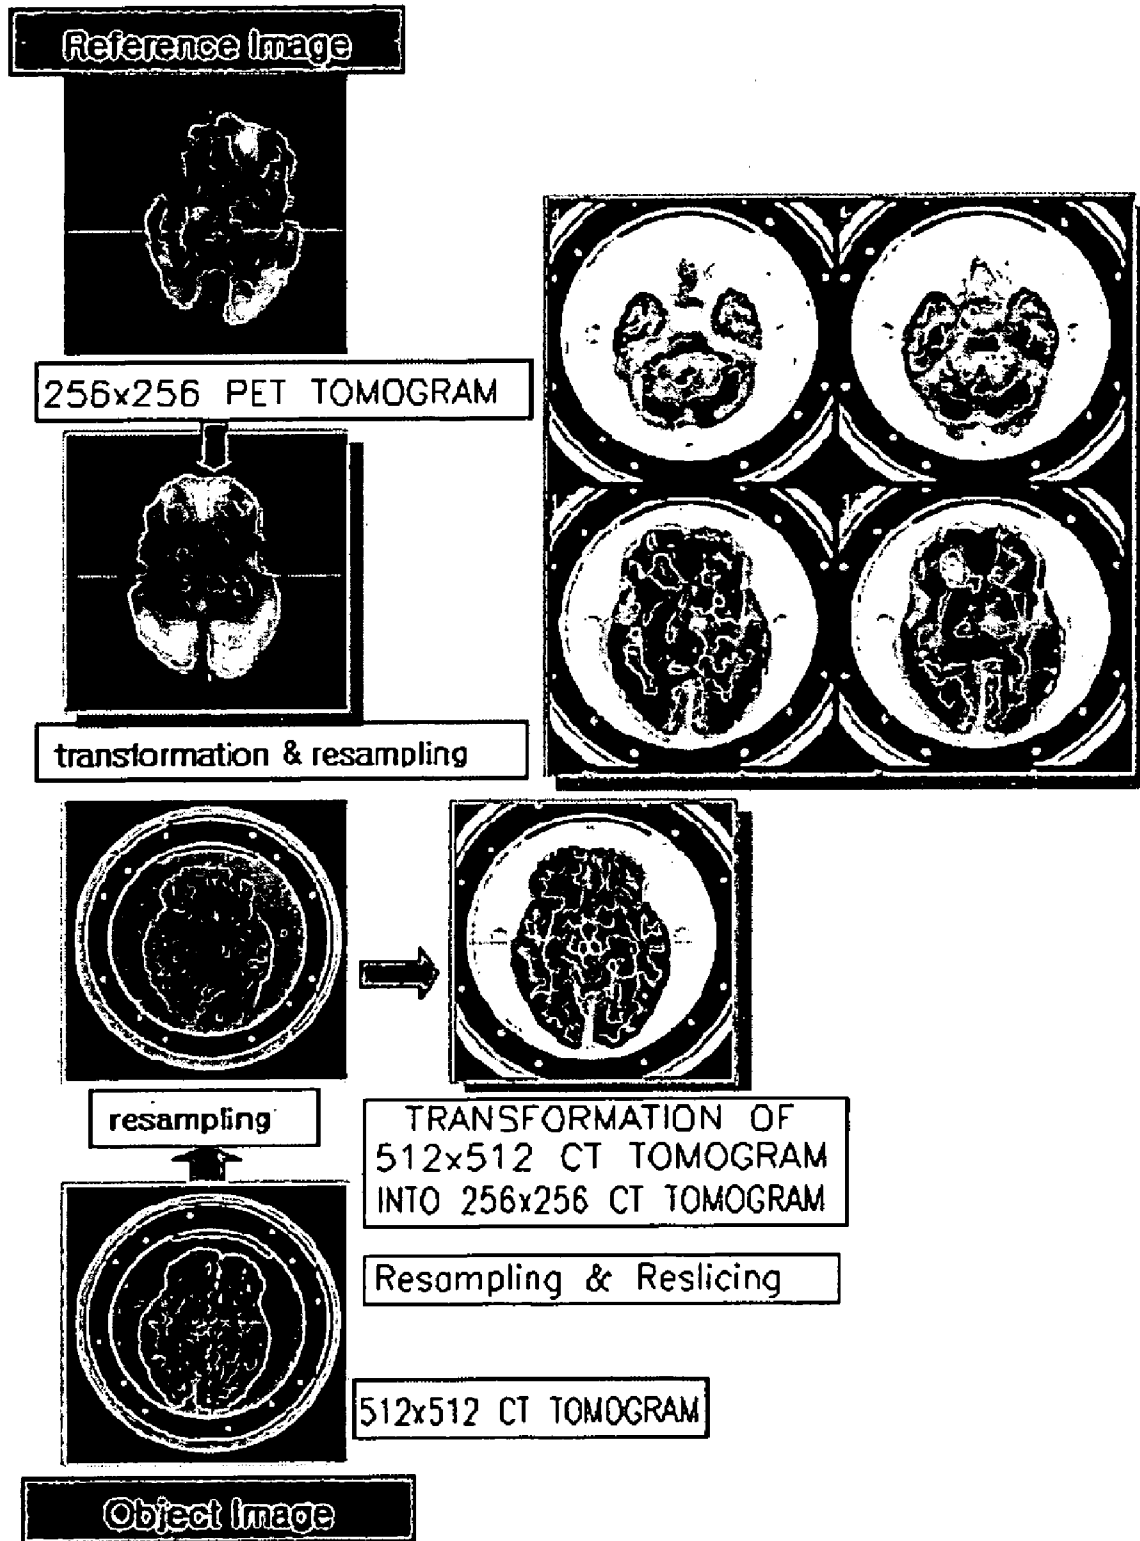 Reference Image
256x256 PET TOMOGRAM
transformation & resampling
resampling
TRANSFORMATION OF
512x512 CT TOMOGRAM
INTO 256x256 CT TOMOGRAM
Resampling & Reslicing
512x512 CT TOMOGRAM
Object Image